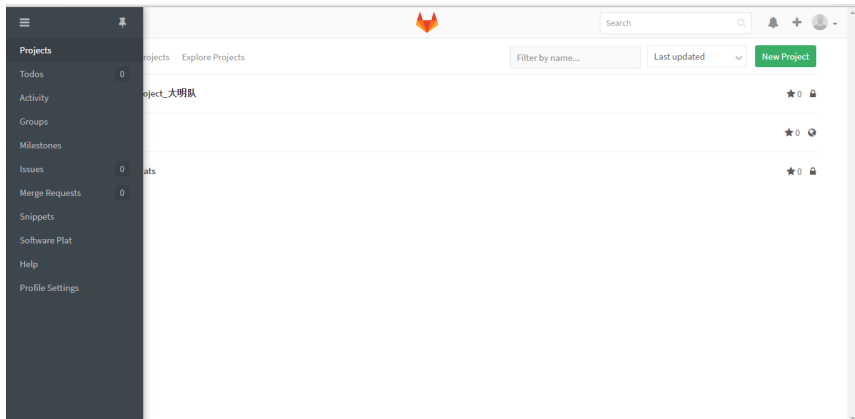 Search
Projects
Todos 0
Activity
Groups
Milestones
Issues 0
Merge Requests 0
Snippets
Software Plat
Help
Profile Settings
rojects Explore Projects Filter by name... Last updated New Project
oject_大明队 0
0
ats 0